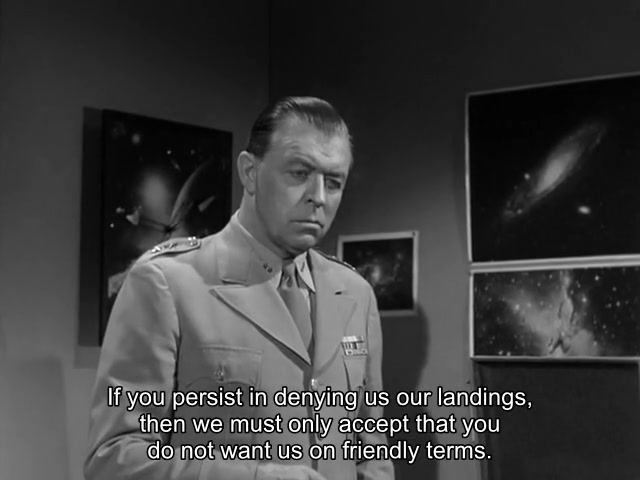 If you persist in denying us our landings,
then we must only accept that you
do not want us on friendly terms.